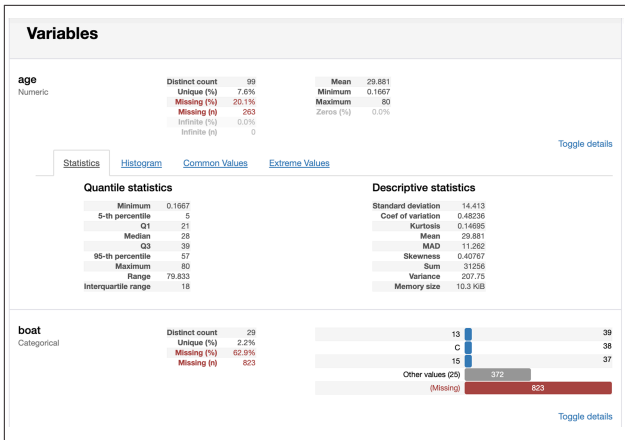 Variables
age
Numeric
Distinct count 99
Unique (%) 7.6%
Missing (%) 20.1%
Missing (n) 263
Infinite (%) 0.0%
Infinite (n) 0
Mean 29.881
Minimum 0.1667
Maximum 80
Zeros (%) 0.0%
Toggle details
Statistics Histogram Common Values Extreme Values
Quantile statistics
Minimum 0.1667
5-th percentile 5
Q1 21
Median 28
Q3 39
95-th percentile 57
Maximum 80
Range 79.833
Interquartile range 18
Descriptive statistics
Standard deviation 14.413
Coef of variation 0.48236
Kurtosis 0.14695
Mean 29.881
MAD 11.262
Skewness 0.40767
Sum 31256
Variance 207.75
Memory size 10.3 KiB
boat
Categorical
Distinct count 29
Unique (%) 2.2%
Missing (%) 62.9%
Missing (n) 823
13 39
C 38
15 37
Other values (25) 372
(Missing) 823
Toggle details